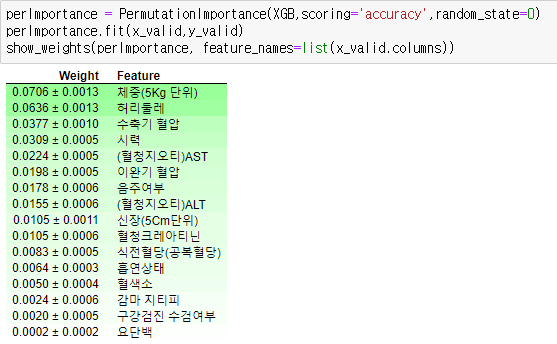 perImportance = PermutationImportance(XGB,scoring='accuracy',random_state=0)
perImportance.fit(x_valid,y_valid)
show_weights(perImportance, feature_names=list(x_valid.columns))
Weight Feature
0.0706 ± 0.0013 체중(5Kg 단위)
0.0636 ± 0.0013 허리둘레
0.0377 ± 0.0010 수축기 혈압
0.0309 ± 0.0005 시력
0.0224 ± 0.0005 (혈청지오티)AST
0.0198 ± 0.0005 이완기 혈압
0.0178 ± 0.0006 음주여부
0.0155 ± 0.0006 (혈청지오티)ALT
0.0105 ± 0.0011 신장(5Cm단위)
0.0105 ± 0.0006 혈청크레아티닌
0.0083 ± 0.0005 식전혈당(공복혈당)
0.0064 ± 0.0003 흡연상태
0.0050 ± 0.0004 혈색소
0.0024 ± 0.0006 감마 지티피
0.0020 ± 0.0005 구강검진 수검여부
0.0002 ± 0.0002 요단백